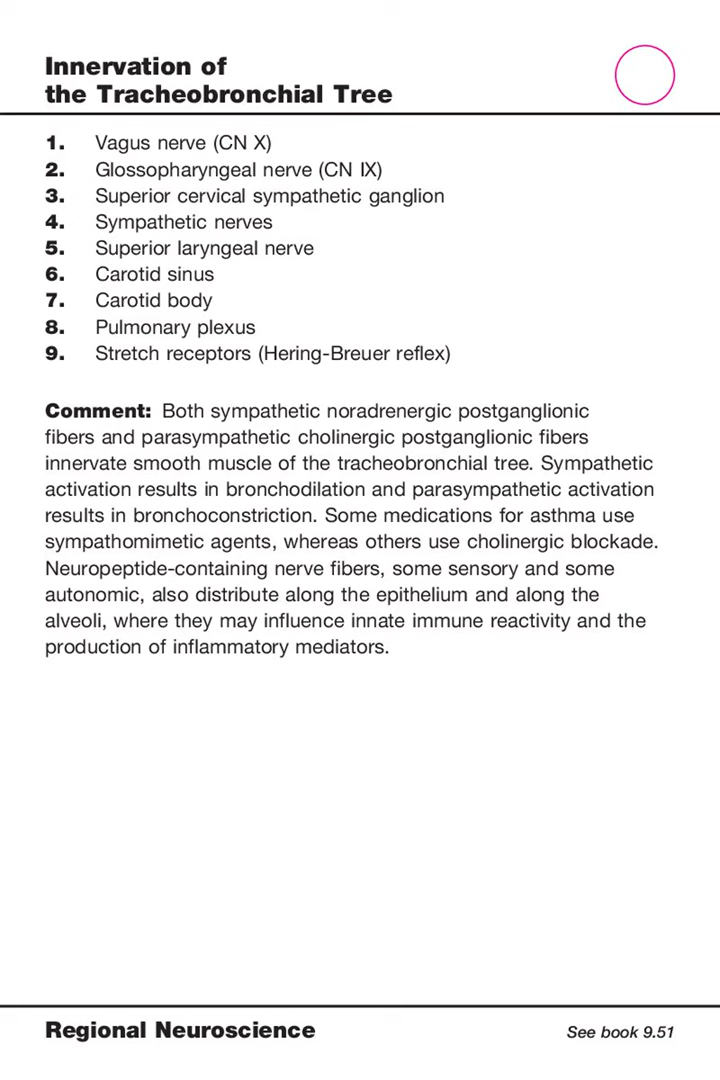 Innervation of
the Tracheobronchial Tree
1. Vagus nerve (CN X)
2. Glossopharyngeal nerve (CN IX)
3. Superior cervical sympathetic ganglion
4. Sympathetic nerves
5. Superior laryngeal nerve
6. Carotid sinus
7. Carotid body
8. Pulmonary plexus
9. Stretch receptors (Hering-Breuer reflex)
Comment: Both sympathetic noradrenergic postganglionic
fibers and parasympathetic cholinergic postganglionic fibers
innervate smooth muscle of the tracheobronchial tree. Sympathetic
activation results in bronchodilation and parasympathetic activation
results in bronchoconstriction. Some medications for asthma use
sympathomimetic agents, whereas others use cholinergic blockade.
Neuropeptide-containing nerve fibers, some sensory and some
autonomic, also distribute along the epithelium and along the
alveoli, where they may influence innate immune reactivity and the
production of inflammatory mediators.
Regional Neuroscience
See book 9.51